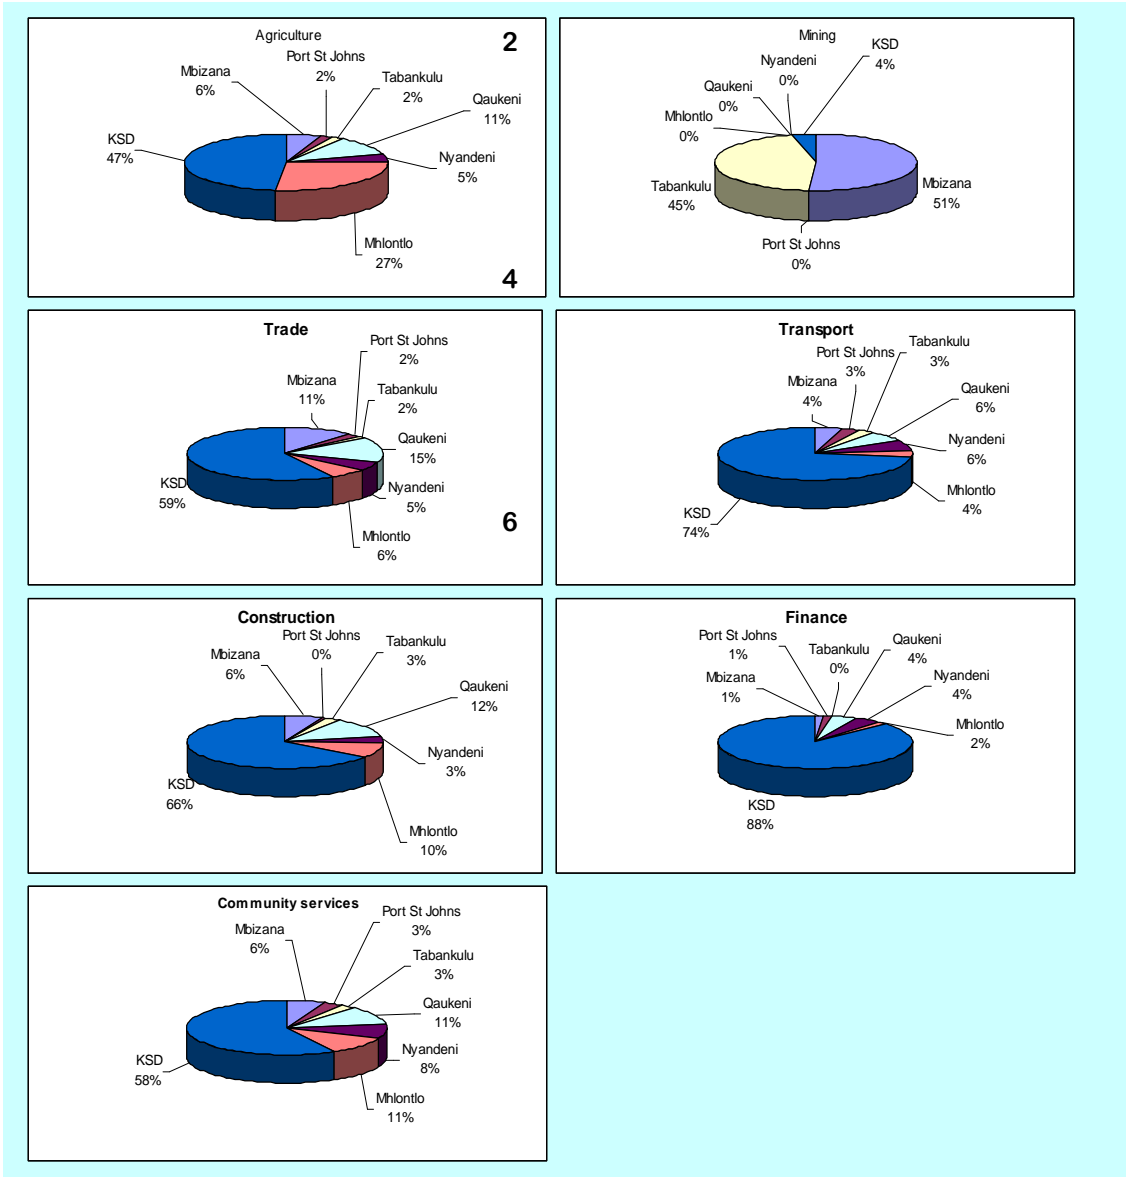 Agriculture
2
Port St Johns
2%
Mbizana
6%
Tabankulu
2%
Qaukeni
11%
KSD
47%
Nyandeni
5%
Mhlontlo
27%
4
Mining
KSD
4%
Nyandeni
0%
Qaukeni
0%
Mhlontlo
0%
Tabankulu
45%
Mbizana
51%
Port St Johns
0%
Trade
Port St Johns
2%
Mbizana
11%
Tabankulu
2%
Qaukeni
15%
KSD
59%
Nyandeni
5%
Mhlontlo
6%
6
Transport
Tabankulu
3%
Port St Johns
3%
Mbizana
4%
Qaukeni
6%
Nyandeni
6%
Mhlontlo
4%
KSD
74%
Construction
Port St Johns
0%
Tabankulu
3%
Mbizana
6%
Qaukeni
12%
Nyandeni
3%
KSD
66%
Mhlontlo
10%
Finance
Port St Johns
1%
Tabankulu
0%
Qaukeni
4%
Mbizana
1%
Nyandeni
4%
Mhlontlo
2%
KSD
88%
Community services
Port St Johns
3%
Mbizana
6%
Tabankulu
3%
Qaukeni
11%
Nyandeni
8%
KSD
58%
Mhlontlo
11%